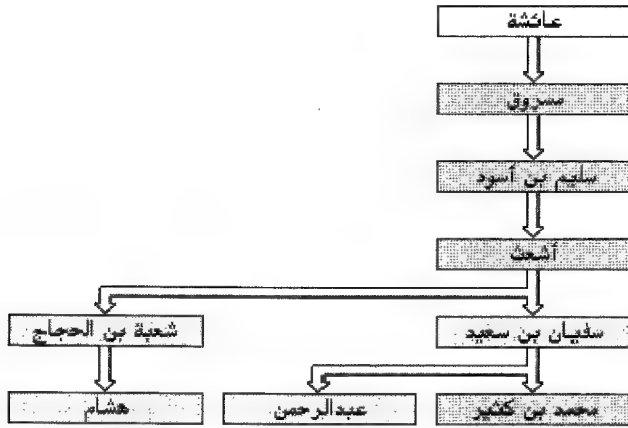 عائشة
مسروق
سليم بن أسود
أشعث
سفيان بن سعيد
شعبة بن الحجاج
محمد بن كثير
عبدالرحمن
هشام